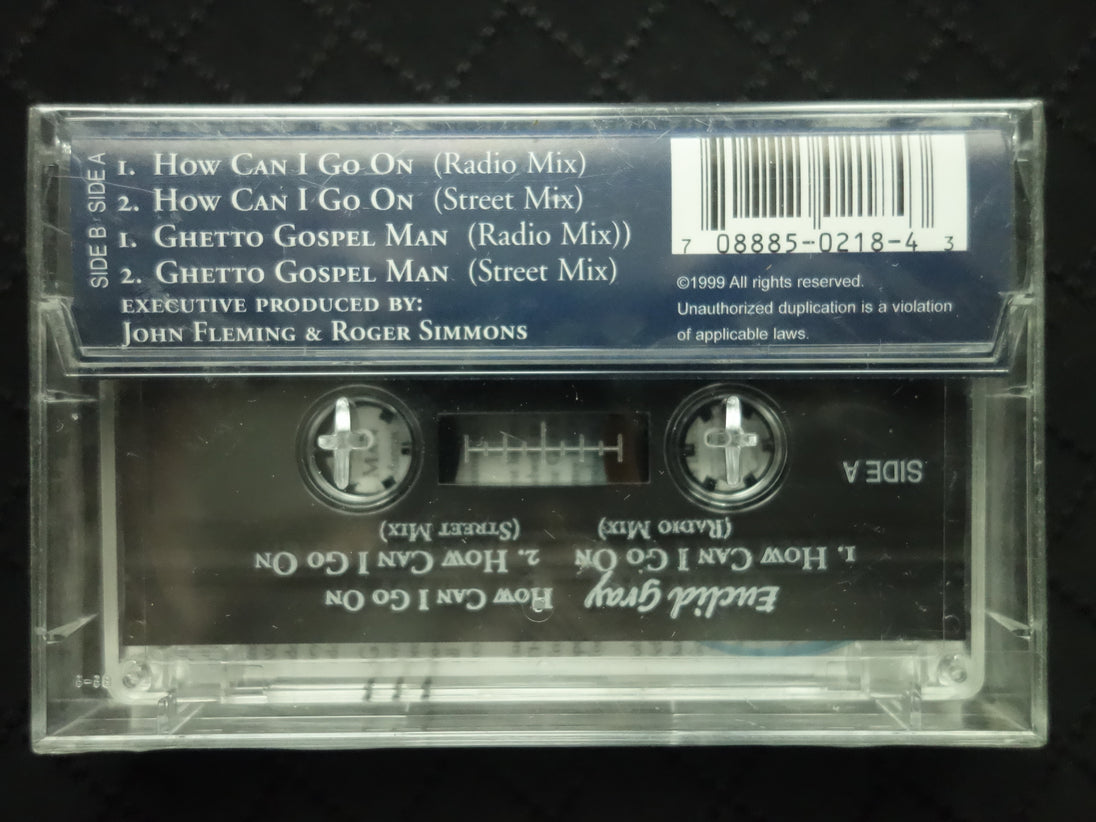 SIDE A
1. How Can I Go On (Radio Mix)
2. How Can I Go On (Street Mix)
SIDE B
1. Ghetto Gospel Man (Radio Mix))
2. Ghetto Gospel Man (Street Mix)
EXECUTIVE PRODUCED BY:
John Fleming & Roger Simmons
7 08885-0218-4 3
©1999 All rights reserved.
Unauthorized duplication is a violation
of applicable laws.
Euclid gray How Can I Go On
1. How Can I Go On 2. How Can I Go On
(Radio Mix) (Street Mix)
SIDE A